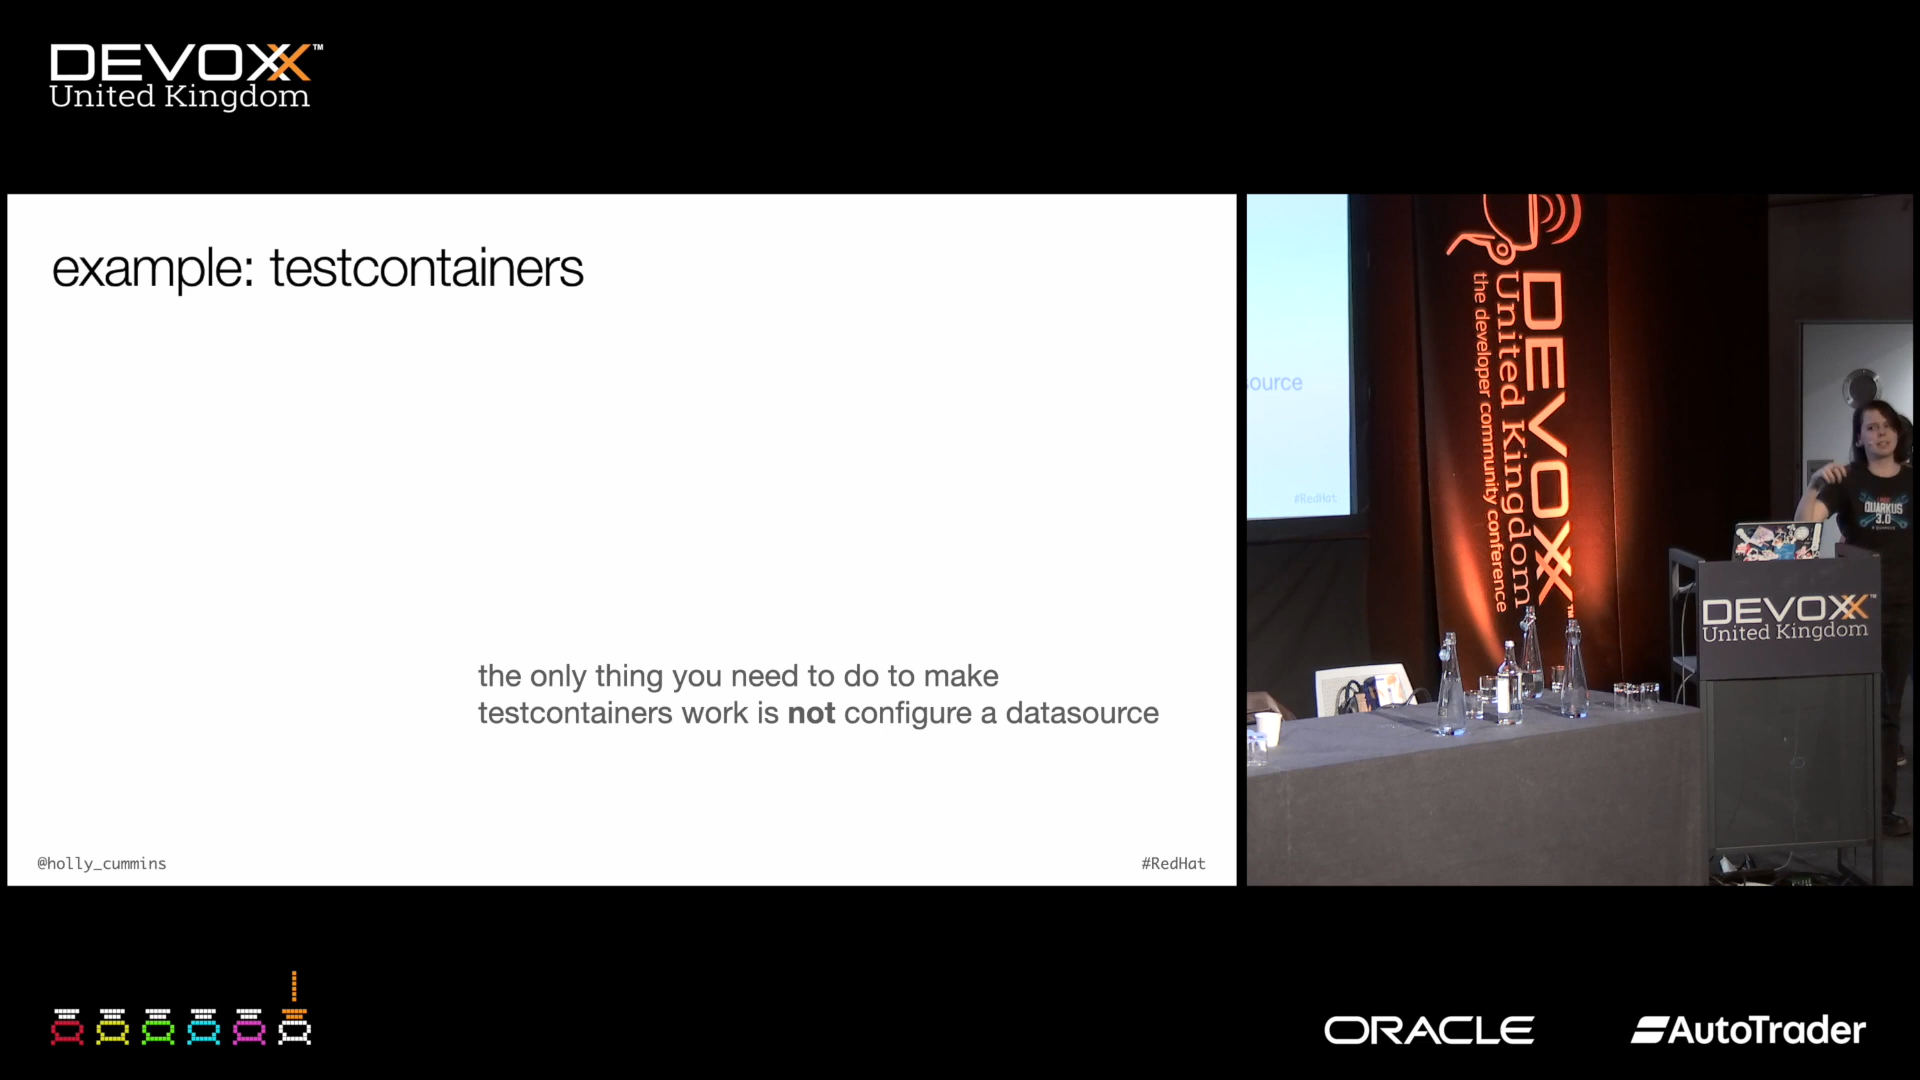 DEVOXX™
United Kingdom
example: testcontainers
the only thing you need to do to make
testcontainers work is not configure a datasource
@holly_cummins
#RedHat
source
#RedHat
DEVOXX™
United Kingdom
the developer community conference
QUARKUS
3.0
DEVOXX™
United Kingdom
ORACLE
AutoTrader